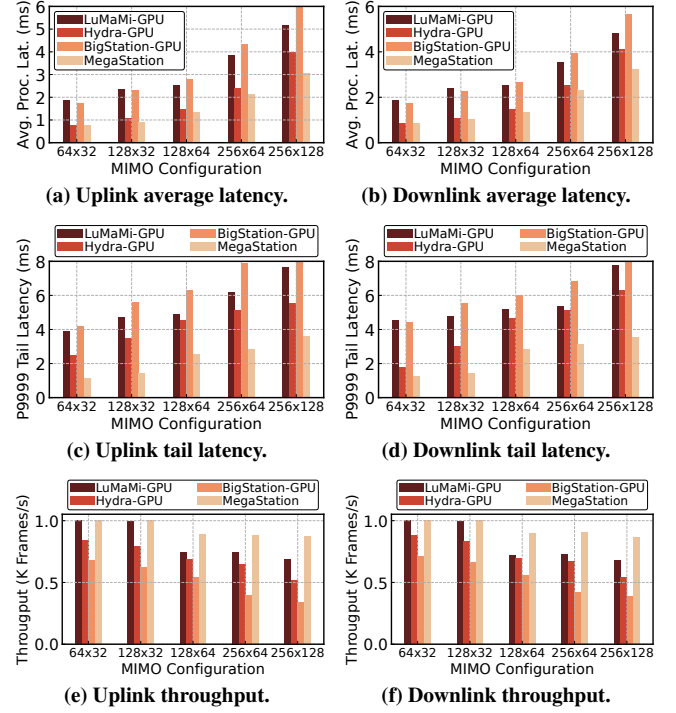 6
5
4
3
2
1
0
Avg. Proc. Lat. (ms)
LuMaMi-GPU
Hydra-GPU
BigStation-GPU
MegaStation
64x32 128x32 128x64 256x64 256x128
MIMO Configuration
(a) Uplink average latency.
6
4
2
0
Avg. Proc. Lat. (ms)
LuMaMi-GPU
Hydra-GPU
BigStation-GPU
MegaStation
64x32 128x32 128x64 256x64 256x128
MIMO Configuration
(b) Downlink average latency.
LuMaMi-GPU BigStation-GPU
Hydra-GPU MegaStation
8
6
4
2
0
P9999 Tail Latency (ms)
64x32 128x32 128x64 256x64 256x128
MIMO Configuration
(c) Uplink tail latency.
LuMaMi-GPU BigStation-GPU
Hydra-GPU MegaStation
8
6
4
2
0
P9999 Tail Latency (ms)
64x32 128x32 128x64 256x64 256x128
MIMO Configuration
(d) Downlink tail latency.
LuMaMi-GPU BigStation-GPU
Hydra-GPU MegaStation
1.0
0.5
0.0
Througput (K Frames/s)
64x32 128x32 128x64 256x64 256x128
MIMO Configuration
(e) Uplink throughput.
LuMaMi-GPU BigStation-GPU
Hydra-GPU MegaStation
1.0
0.5
0.0
Througput (K Frames/s)
64x32 128x32 128x64 256x64 256x128
MIMO Configuration
(f) Downlink throughput.